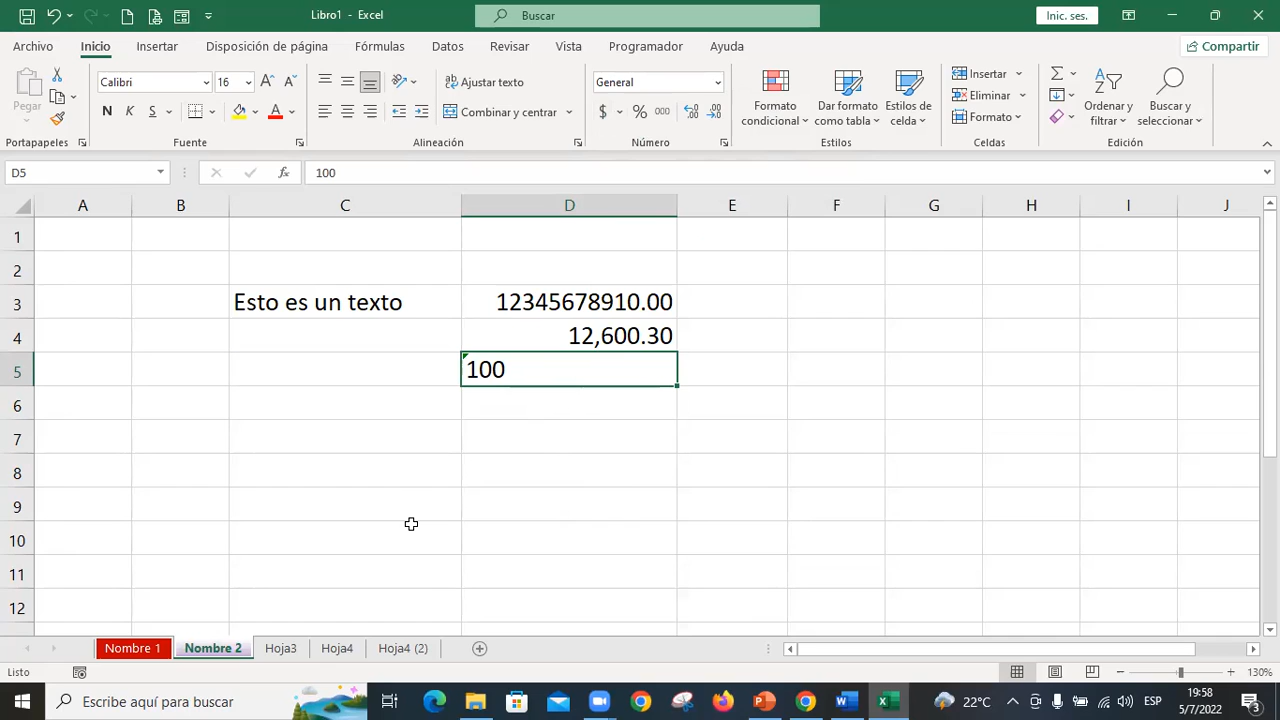 Libro1 - Excel
Buscar
Inic. ses.
Archivo Inicio Insertar Disposición de página Fórmulas Datos Revisar Vista Programador Ayuda
Compartir
Pegar
Calibri 16
N K S
A
Ajustar texto
Combinar y centrar
General
$ % 000
Formato condicional
Dar formato como tabla
Estilos de celda
Insertar
Eliminar
Formato
Ordenar y filtrar
Buscar y seleccionar
Portapapeles Fuente Alineación Número Estilos Celdas Edición
D5 fx 100
A B C D E F G H I J
1
2
3 Esto es un texto 12345678910.00
4 12,600.30
5 100
6
7
8
9
10
11
12
Nombre 1 Nombre 2 Hoja3 Hoja4 Hoja4 (2)
Listo 130%
Escribe aquí para buscar
22°C ESP 19:58
5/7/2022
3